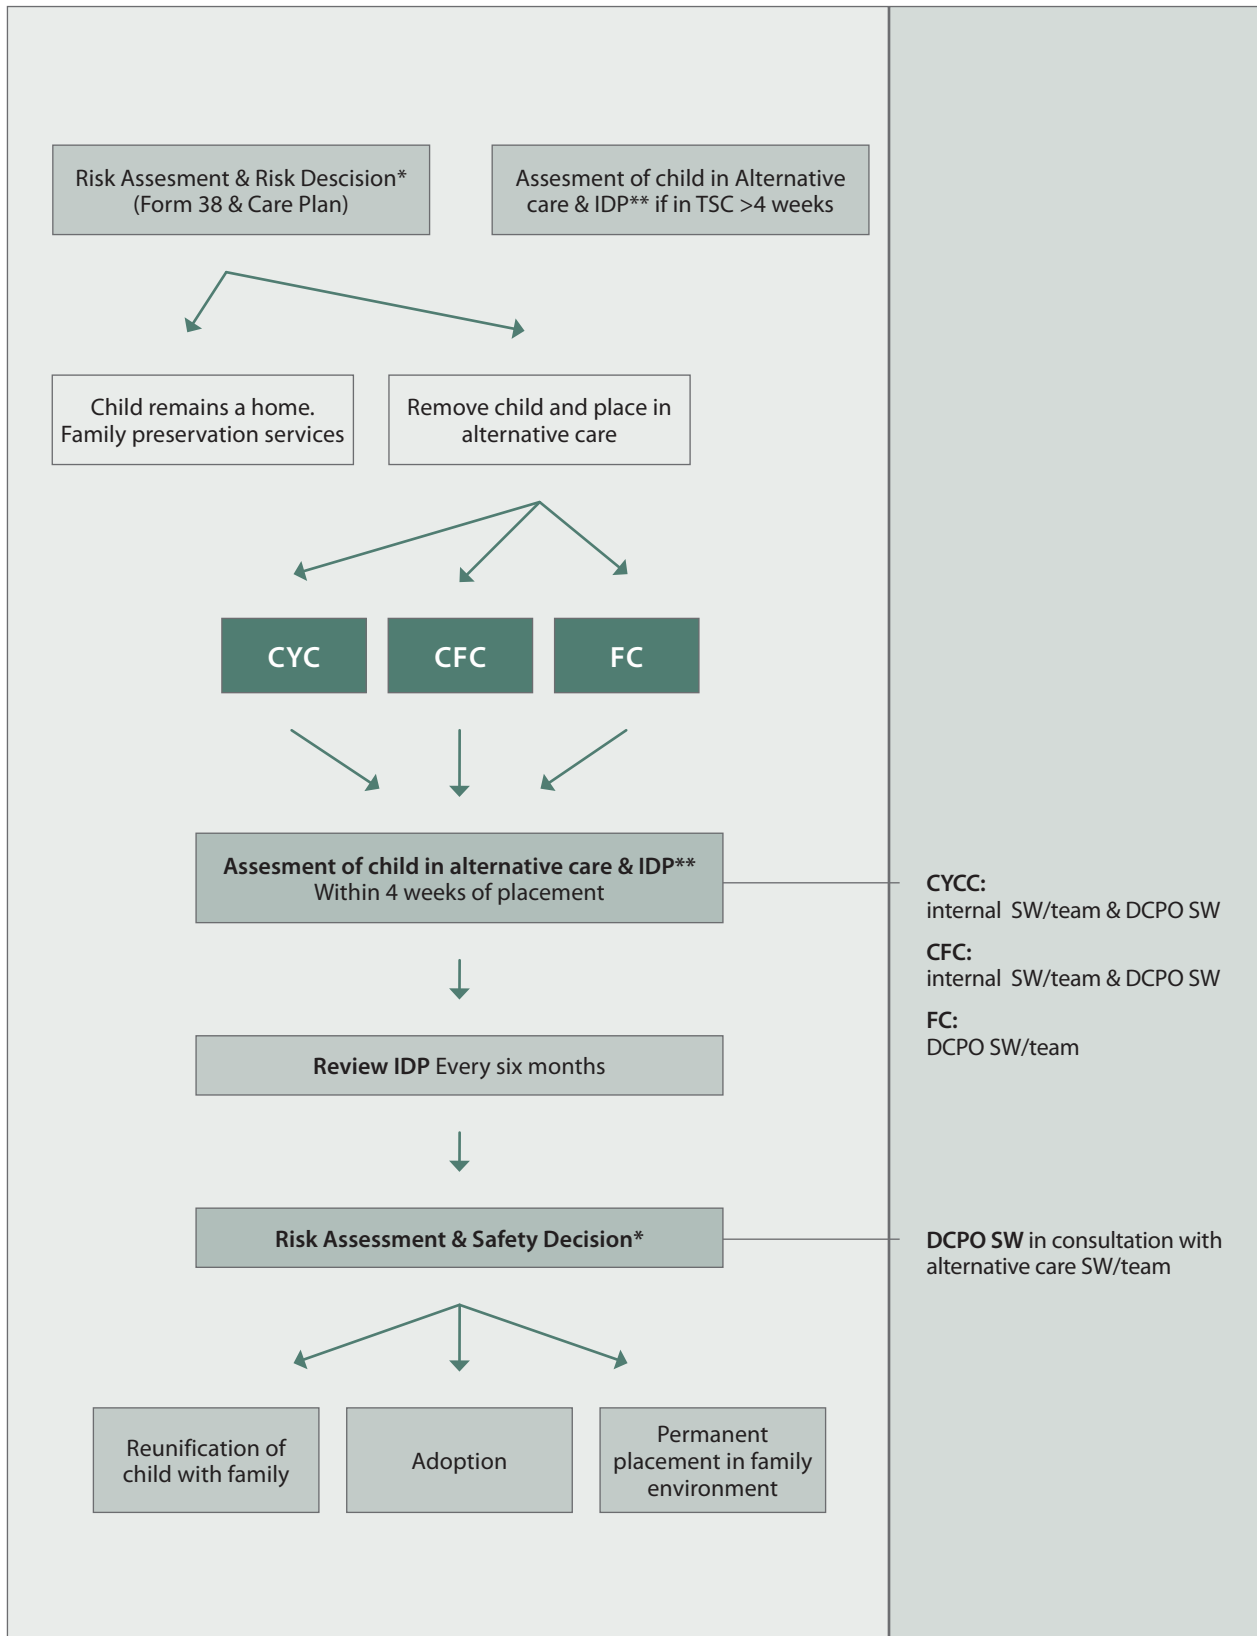 Risk Assesment & Risk Descision*
(Form 38 & Care Plan)
Assesment of child in Alternative
care & IDP** if in TSC >4 weeks
Child remains a home.
Family preservation services
Remove child and place in
alternative care
CYC
CFC
FC
Assesment of child in alternative care & IDP**
Within 4 weeks of placement
CYCC:
internal SW/team & DCPO SW
CFC:
internal SW/team & DCPO SW
FC:
DCPO SW/team
Review IDP Every six months
Risk Assessment & Safety Decision*
DCPO SW in consultation with
alternative care SW/team
Reunification of
child with family
Adoption
Permanent
placement in family
environment